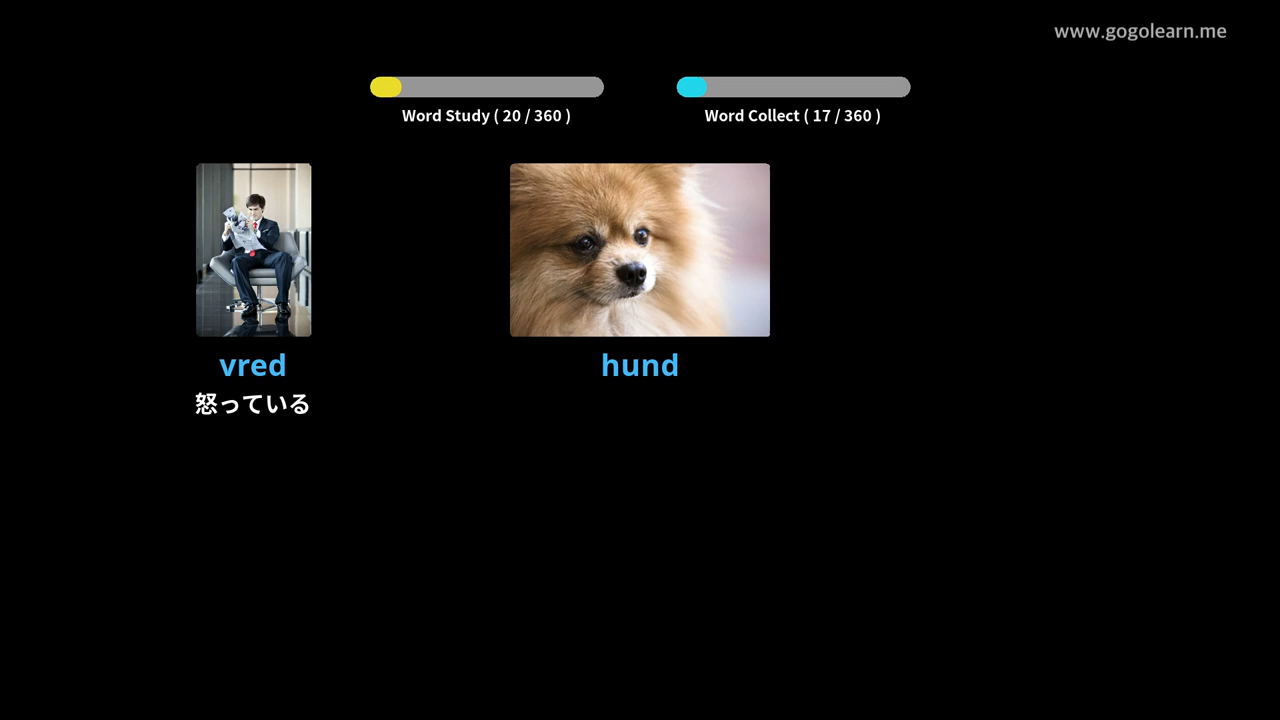 www.gogolearn.me
Word Study ( 20 / 360 )
Word Collect ( 17 / 360 )
vred
hund
怒っている